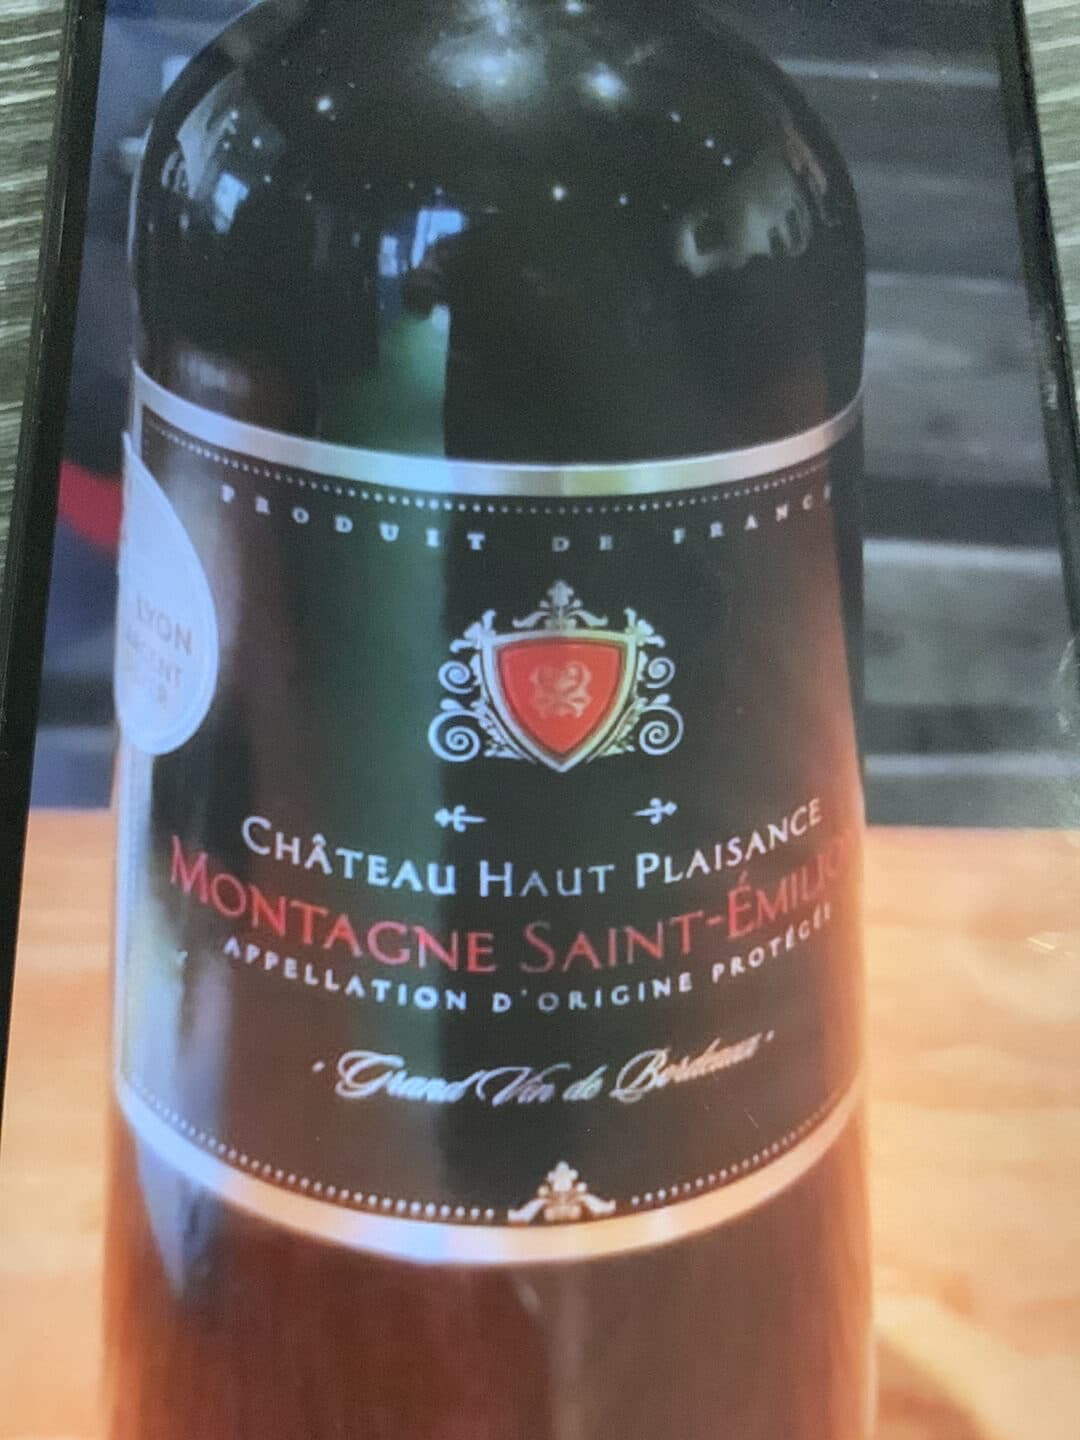 PRODUIT DE FRANCE
LYON
CHÂTEAU HAUT PLAISANCE
MONTAGNE SAINT-ÉMILION
APPELLATION D'ORIGINE PROTÉGÉE
• Grand Vin de Bordeaux •